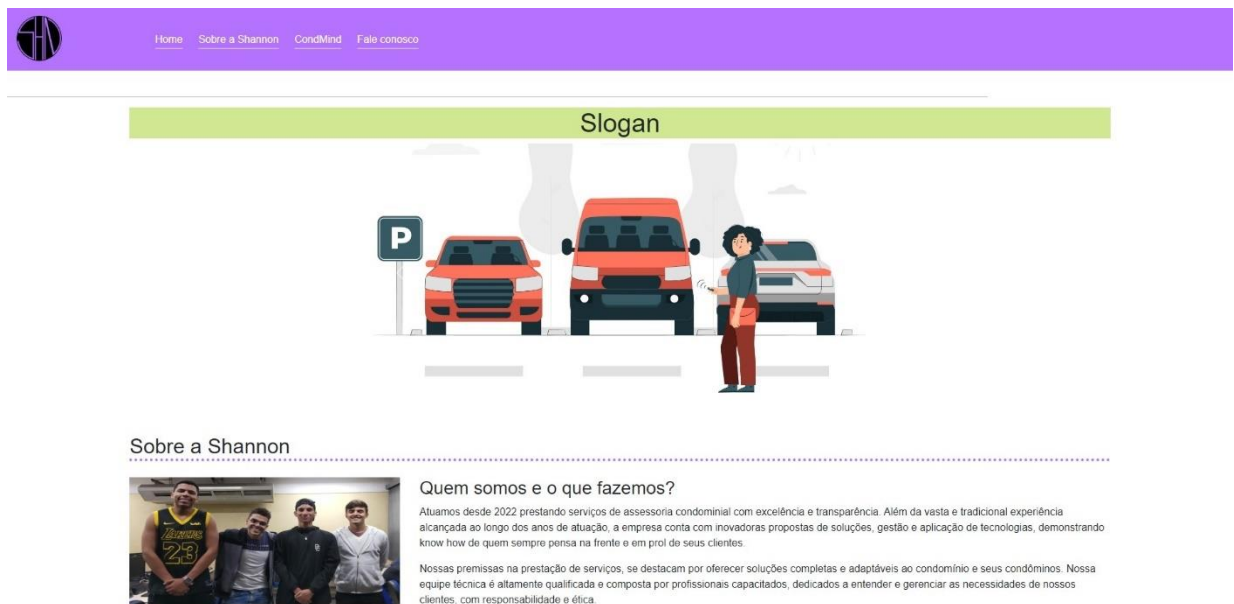 Home Sobre a Shannon CondMind Fale conosco
Slogan
P
Sobre a Shannon
23
Quem somos e o que fazemos?
Atuamos desde 2022 prestando serviços de assessoria condominial com excelência e transparência. Além da vasta e tradicional experiência
alcançada ao longo dos anos de atuação, a empresa conta com inovadoras propostas de soluções, gestão e aplicação de tecnologias, demonstrando
know how de quem sempre pensa na frente e em prol de seus clientes.
Nossas premissas na prestação de serviços, se destacam por oferecer soluções completas e adaptáveis ao condomínio e seus condôminos. Nossa
equipe técnica é altamente qualificada e composta por profissionais capacitados, dedicados a entender e gerenciar as necessidades de nossos
clientes, com responsabilidade e ética.